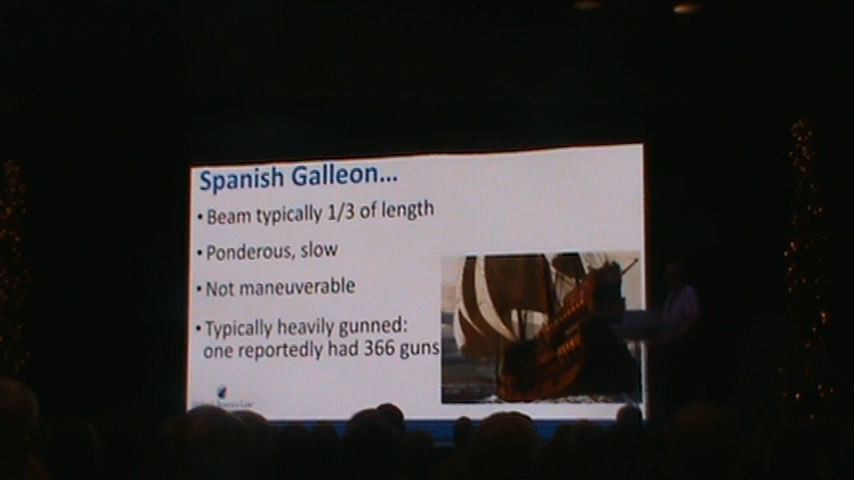 Spanish Galleon...
• Beam typically 1/3 of length
• Ponderous, slow
• Not maneuverable
• Typically heavily gunned:
one reportedly had 366 guns